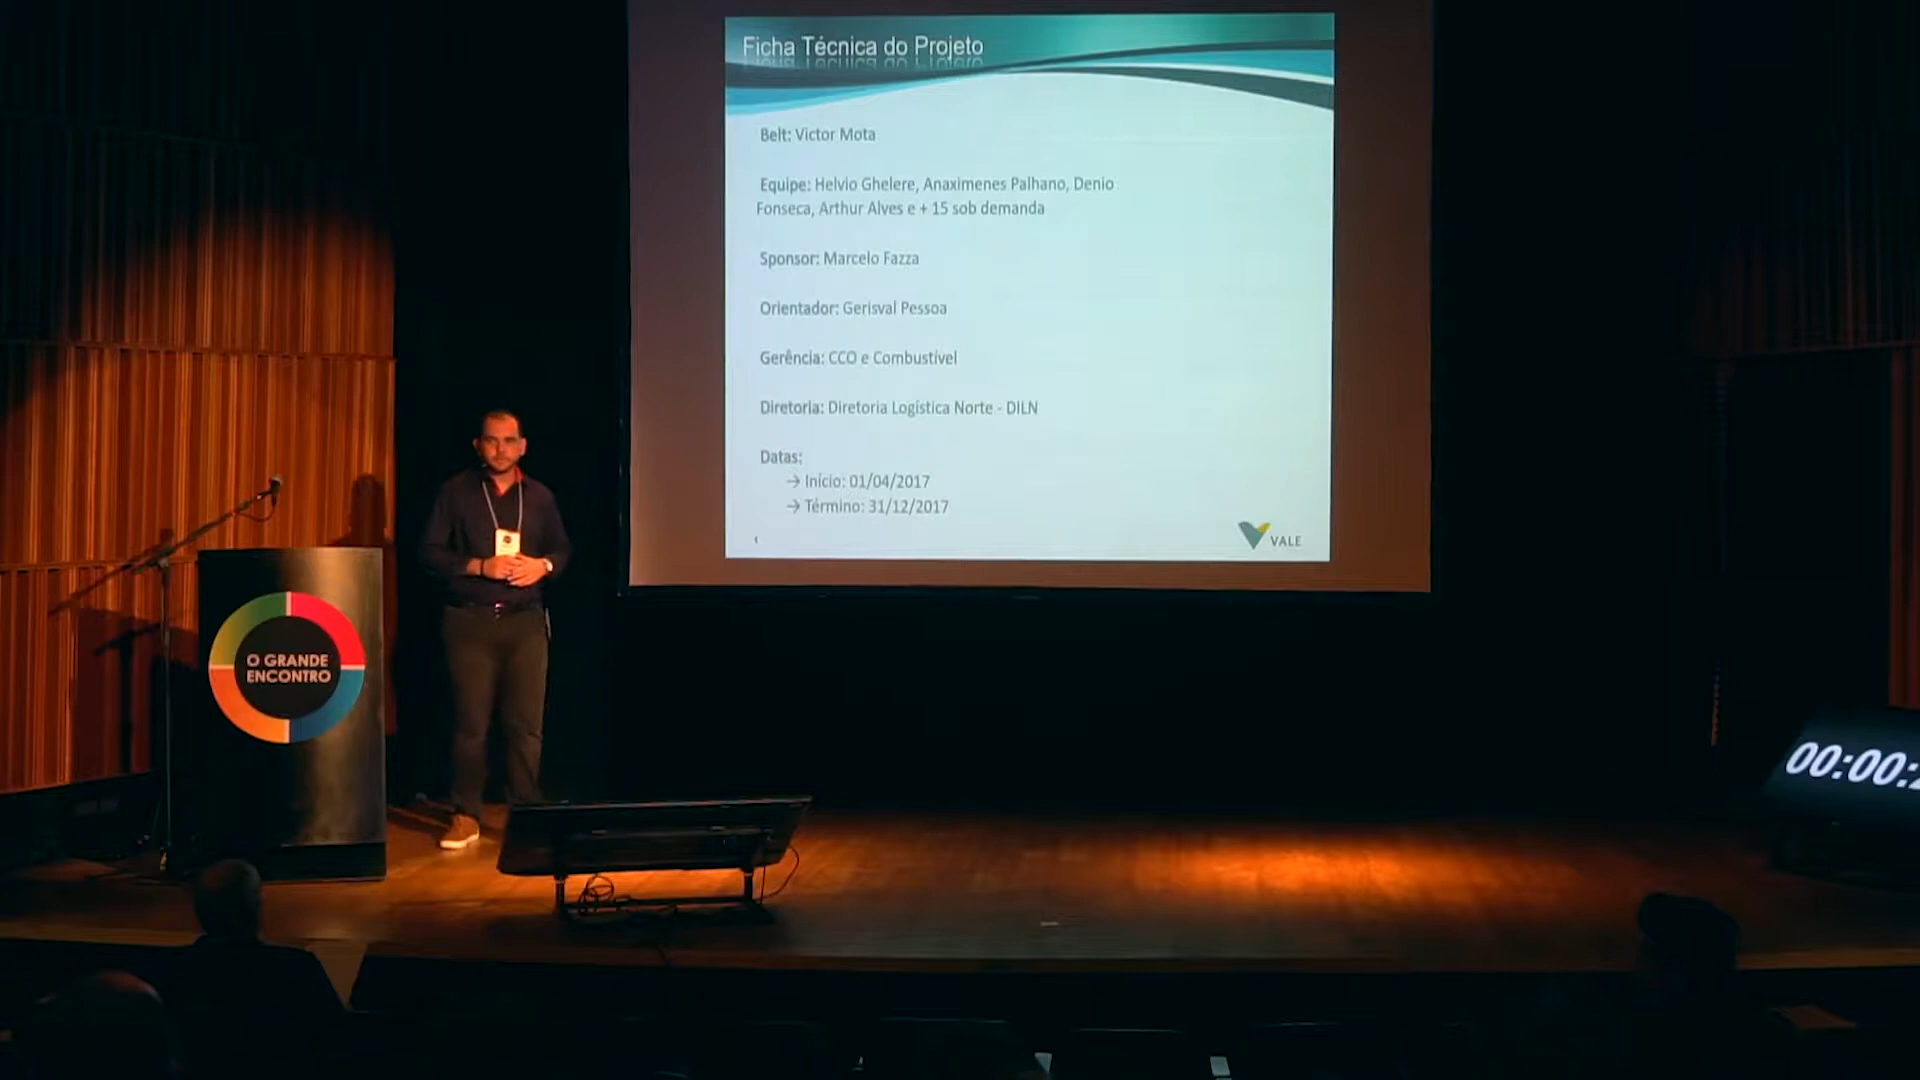 Ficha Técnica do Projeto
Belt: Victor Mota
Equipe: Helvio Ghelere, Anaximenes Palhano, Denio
Fonseca, Arthur Alves e + 15 sob demanda
Sponsor: Marcelo Fazza
Orientador: Gerisval Pessoa
Gerência: CCO e Combustível
Diretoria: Diretoria Logística Norte - DILN
Datas:
→ Início: 01/04/2017
→ Término: 31/12/2017
VALE
O GRANDE
ENCONTRO
00:00: